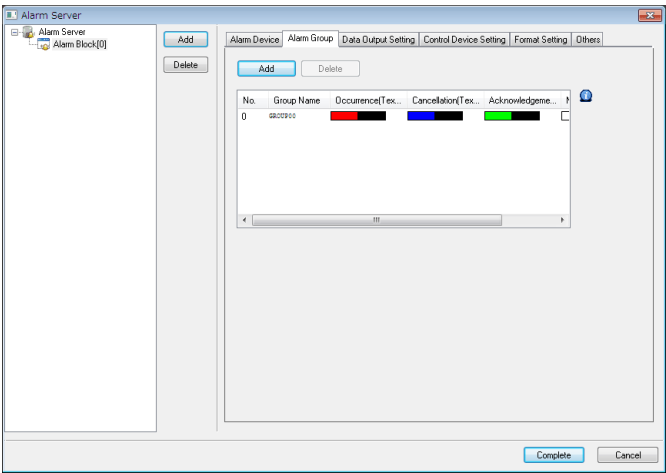 Alarm Server
Alarm Server
Alarm Block[0]
Add
Delete
Alarm Device
Alarm Group
Data Output Setting
Control Device Setting
Format Setting
Others
Add
Delete
No.
Group Name
Occurrence(Tex...
Cancellation(Tex...
Acknowledgeme...
0
GROUP00
Complete
Cancel